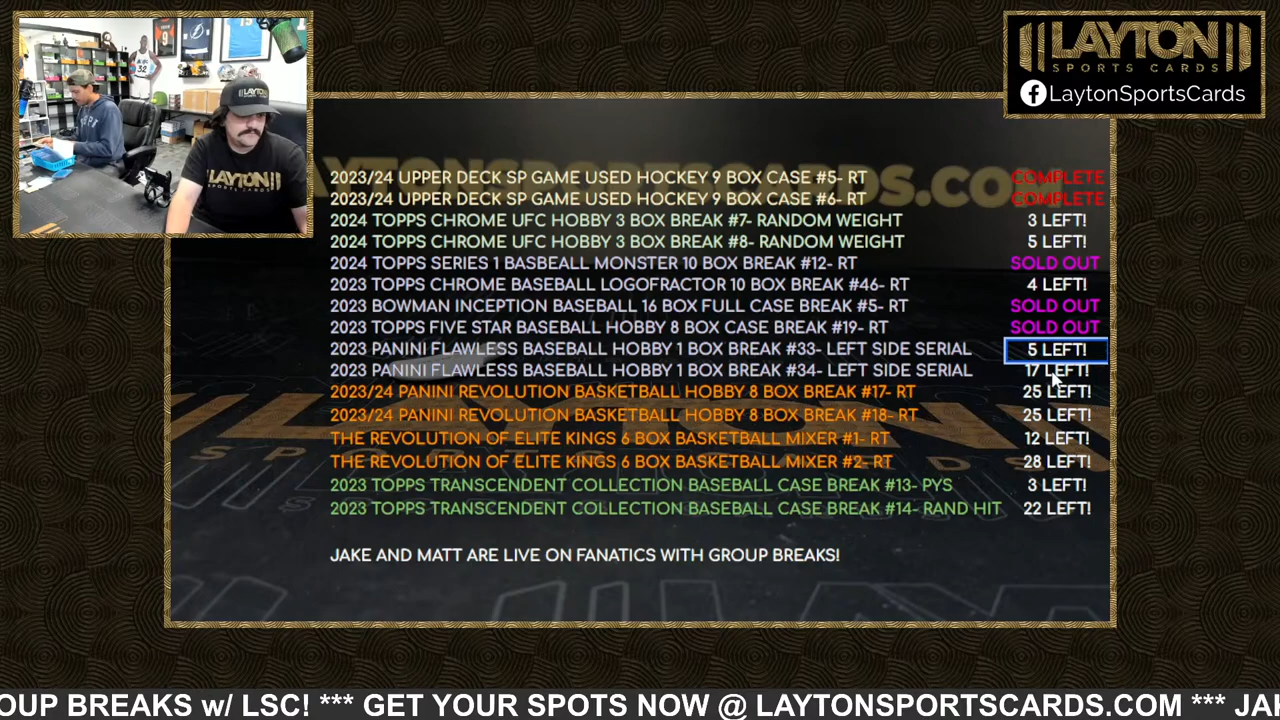 LAYTON
SPORTS CARDS
LaytonSportsCards
LAYTONSPORTSCARDS.COM
2023/24 UPPER DECK SP GAME USED HOCKEY 9 BOX CASE #5- RT COMPLETE
2023/24 UPPER DECK SP GAME USED HOCKEY 9 BOX CASE #6- RT COMPLETE
2024 TOPPS CHROME UFC HOBBY 3 BOX BREAK #7- RANDOM WEIGHT 3 LEFT!
2024 TOPPS CHROME UFC HOBBY 3 BOX BREAK #8- RANDOM WEIGHT 5 LEFT!
2024 TOPPS SERIES 1 BASBEALL MONSTER 10 BOX BREAK #12- RT SOLD OUT
2023 TOPPS CHROME BASEBALL LOGOFRACTOR 10 BOX BREAK #46- RT 4 LEFT!
2023 BOWMAN INCEPTION BASEBALL 16 BOX FULL CASE BREAK #5- RT SOLD OUT
2023 TOPPS FIVE STAR BASEBALL HOBBY 8 BOX CASE BREAK #19- RT SOLD OUT
2023 PANINI FLAWLESS BASEBALL HOBBY 1 BOX BREAK #33- LEFT SIDE SERIAL 5 LEFT!
2023 PANINI FLAWLESS BASEBALL HOBBY 1 BOX BREAK #34- LEFT SIDE SERIAL 17 LEFT!
2023/24 PANINI REVOLUTION BASKETBALL HOBBY 8 BOX BREAK #17- RT 25 LEFT!
2023/24 PANINI REVOLUTION BASKETBALL HOBBY 8 BOX BREAK #18- RT 25 LEFT!
THE REVOLUTION OF ELITE KINGS 6 BOX BASKETBALL MIXER #1- RT 12 LEFT!
THE REVOLUTION OF ELITE KINGS 6 BOX BASKETBALL MIXER #2- RT 28 LEFT!
2023 TOPPS TRANSCENDENT COLLECTION BASEBALL CASE BREAK #13- PYS 3 LEFT!
2023 TOPPS TRANSCENDENT COLLECTION BASEBALL CASE BREAK #14- RAND HIT 22 LEFT!
JAKE AND MATT ARE LIVE ON FANATICS WITH GROUP BREAKS!
LAYTON
OUP BREAKS w/ LSC! *** GET YOUR SPOTS NOW @ LAYTONSPORTSCARDS.COM *** JA